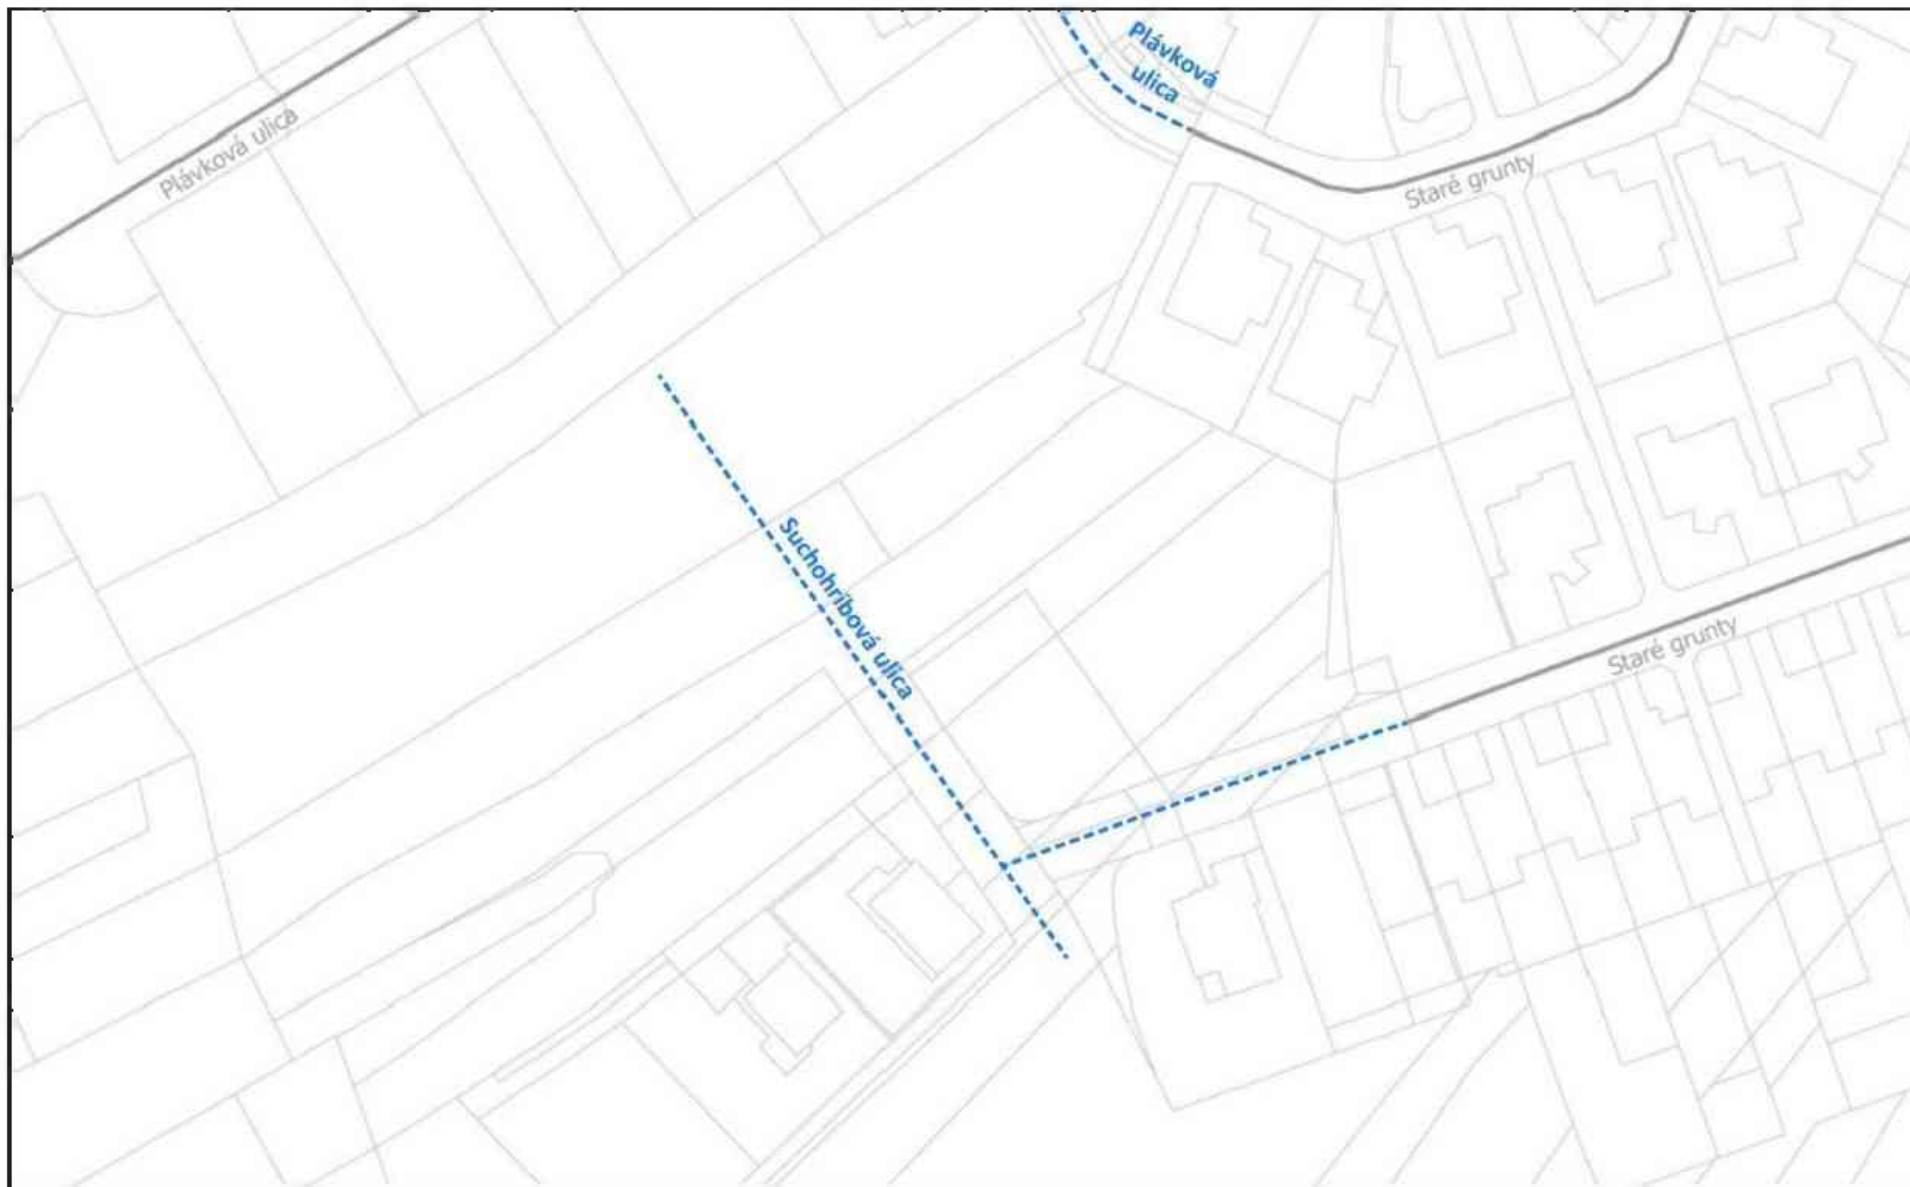 Plávková
ulica
Plávková ulica
Staré grunty
Suchohríbová ulica
Staré grunty